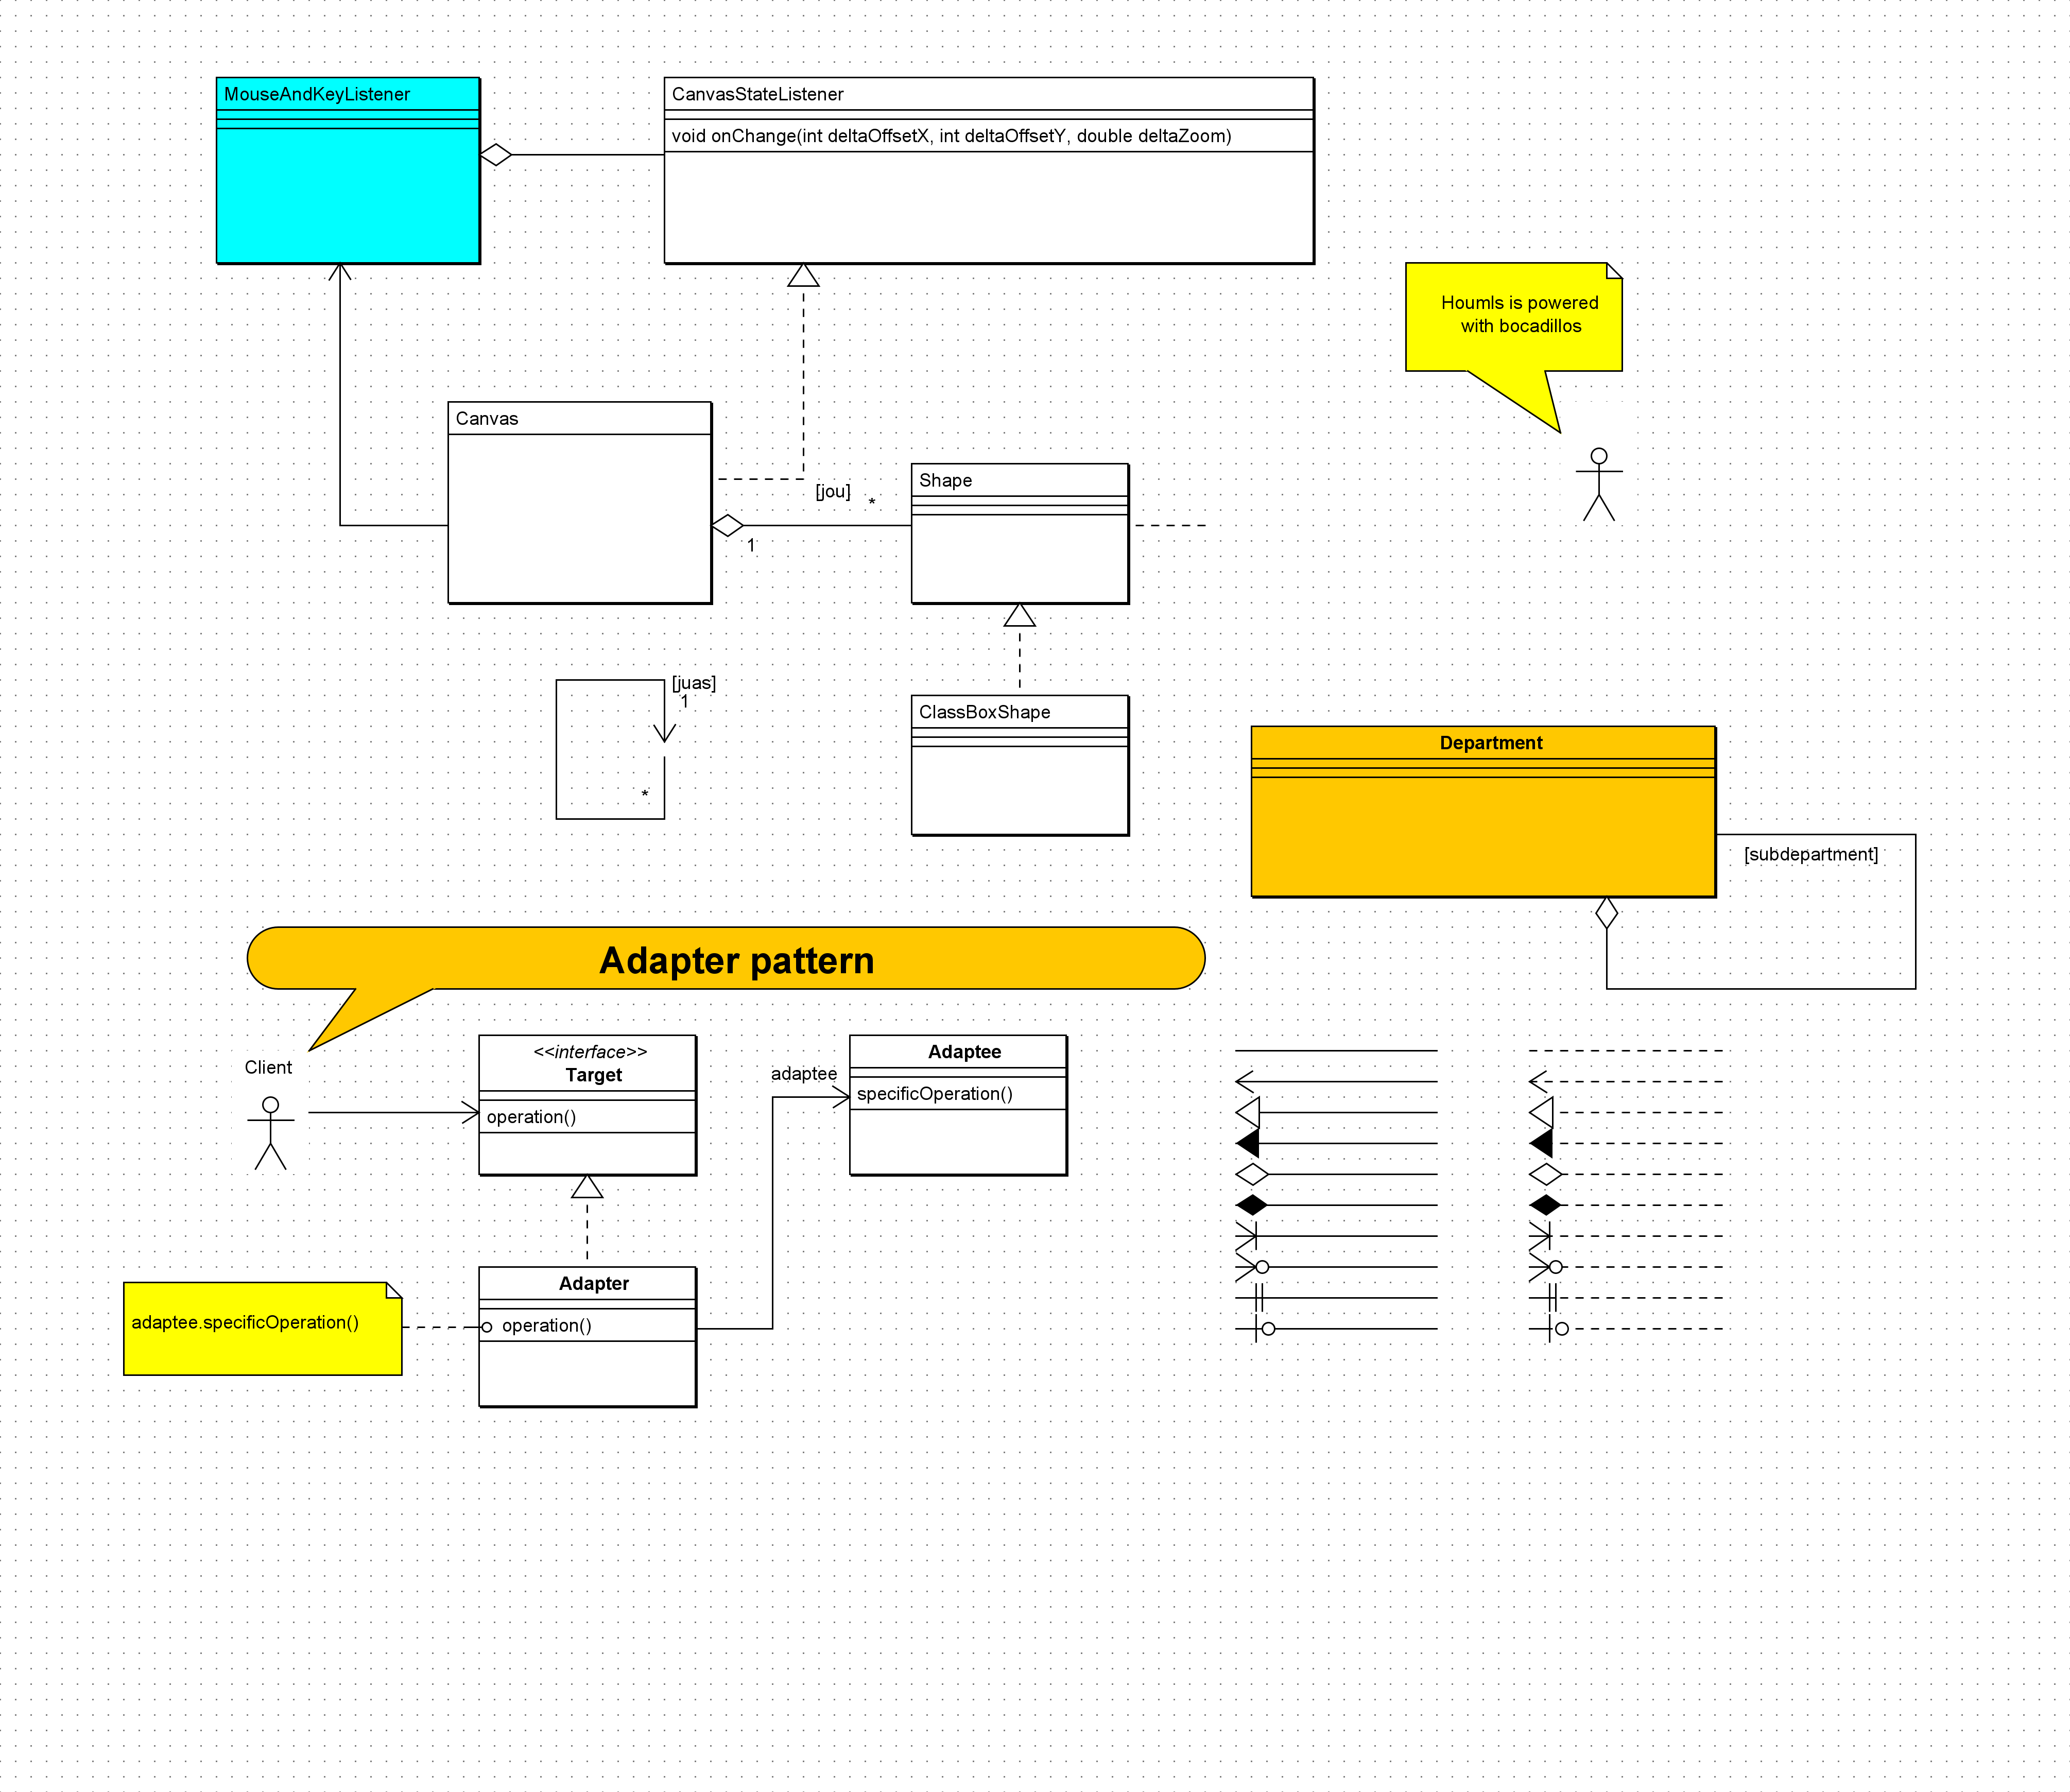 MouseAndKeyListener
CanvasStateListener
void onChange(int deltaOffsetX, int deltaOffsetY, double deltaZoom)
Houmls is powered
with bocadillos
Canvas
[jou]
*
1
Shape
[juas]
1
*
ClassBoxShape
Department
[subdepartment]
Adapter pattern
Client
<<interface>>
Target
operation()
adaptee
Adaptee
specificOperation()
Adapter
operation()
adaptee.specificOperation()